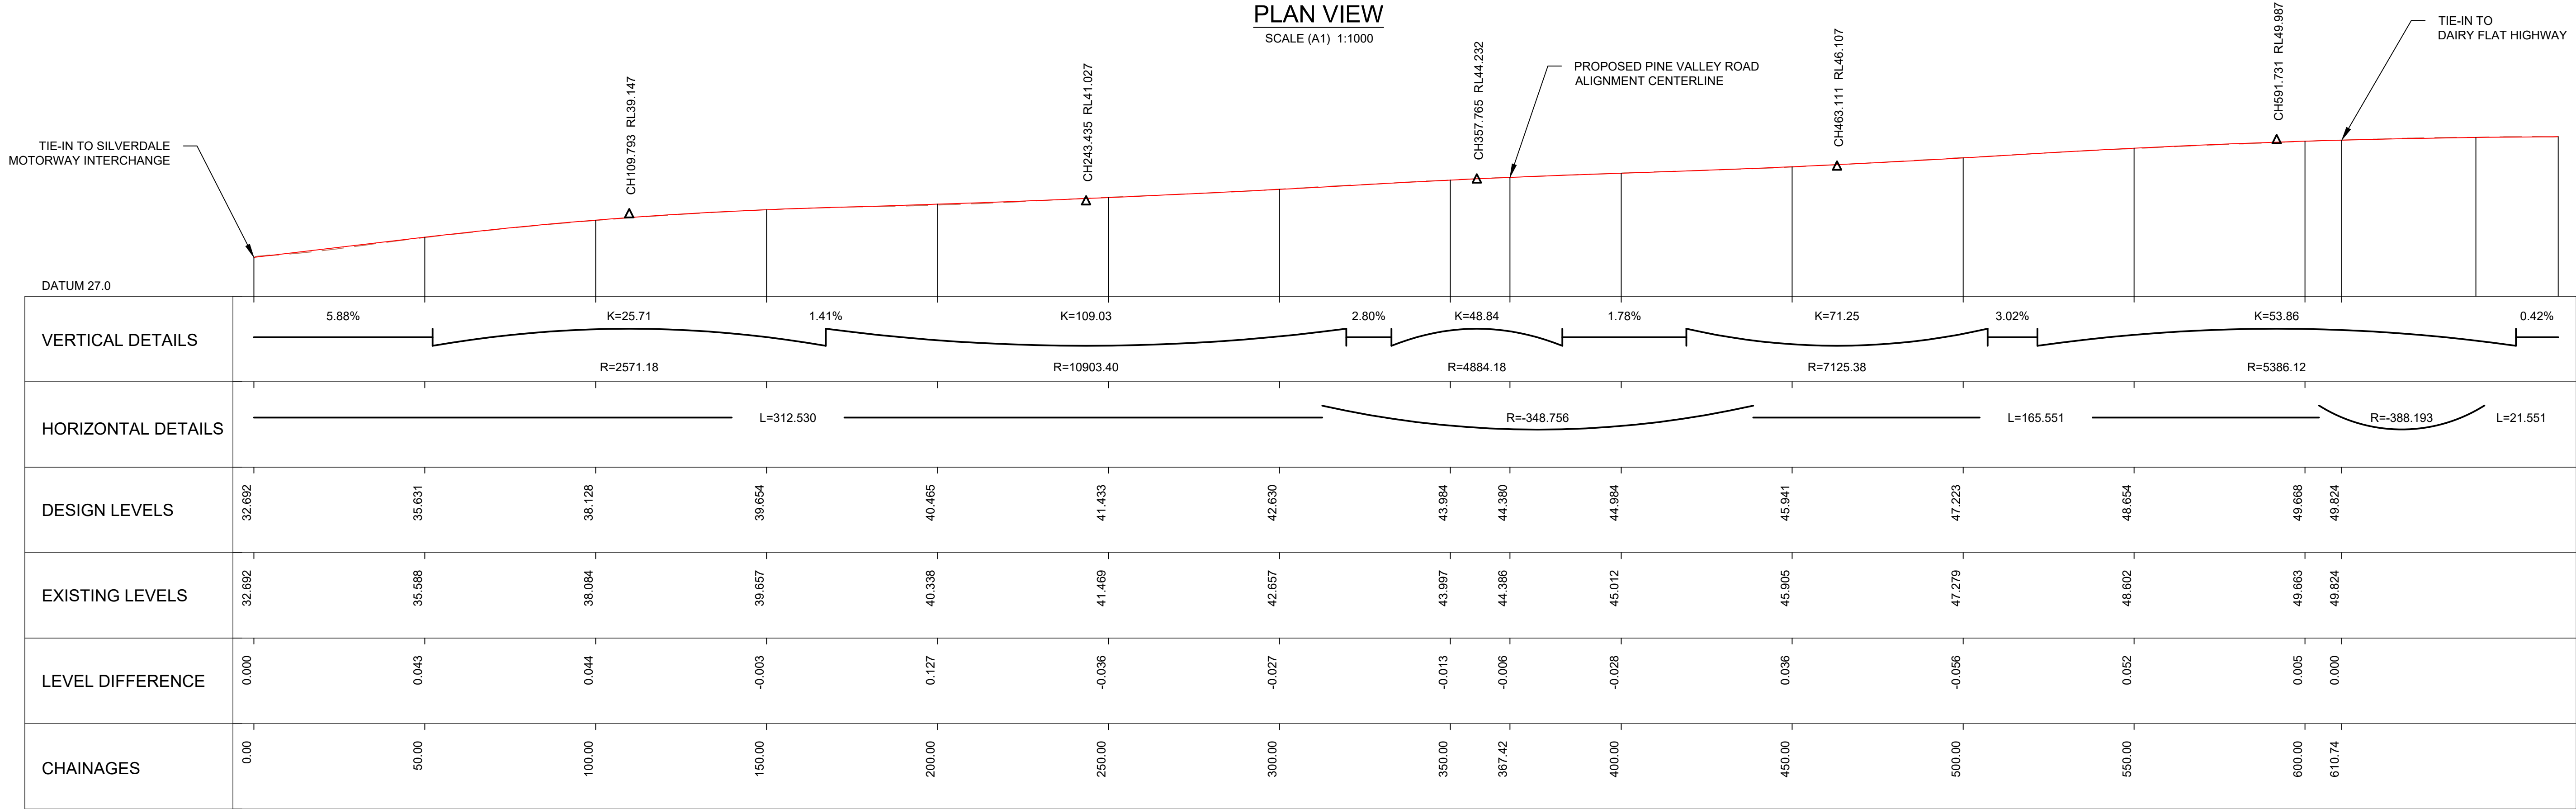 PLAN VIEW
SCALE (A1) 1:1000
TIE-IN TO SILVERDALE
MOTORWAY INTERCHANGE
CH109.793 RL39.147
CH243.435 RL41.027
CH357.765 RL44.232
PROPOSED PINE VALLEY ROAD
ALIGNMENT CENTERLINE
CH463.111 RL46.107
CH591.731 RL49.987
TIE-IN TO
DAIRY FLAT HIGHWAY
DATUM 27.0
VERTICAL DETAILS
5.88% K=25.71 1.41% K=109.03 2.80% K=48.84 1.78% K=71.25 3.02% K=53.86 0.42%
R=2571.18 R=10903.40 R=4884.18 R=7125.38 R=5386.12
HORIZONTAL DETAILS L=312.530 R=-348.756 L=165.551 R=-388.193 L=21.551
DESIGN LEVELS 32.692 35.631 38.128 39.654 40.465 41.433 42.630 43.984 44.380 44.984 45.941 47.223 48.654 49.668 49.824
EXISTING LEVELS 32.692 35.588 38.084 39.657 40.338 41.469 42.657 43.997 44.386 45.012 45.905 47.279 48.602 49.663 49.824
LEVEL DIFFERENCE 0.000 0.043 0.044 -0.003 0.127 -0.036 -0.027 -0.013 -0.006 -0.028 0.036 -0.056 0.052 0.005 0.000
CHAINAGES 0.00 50.00 100.00 150.00 200.00 250.00 300.00 350.00 367.42 400.00 450.00 500.00 550.00 600.00 610.74